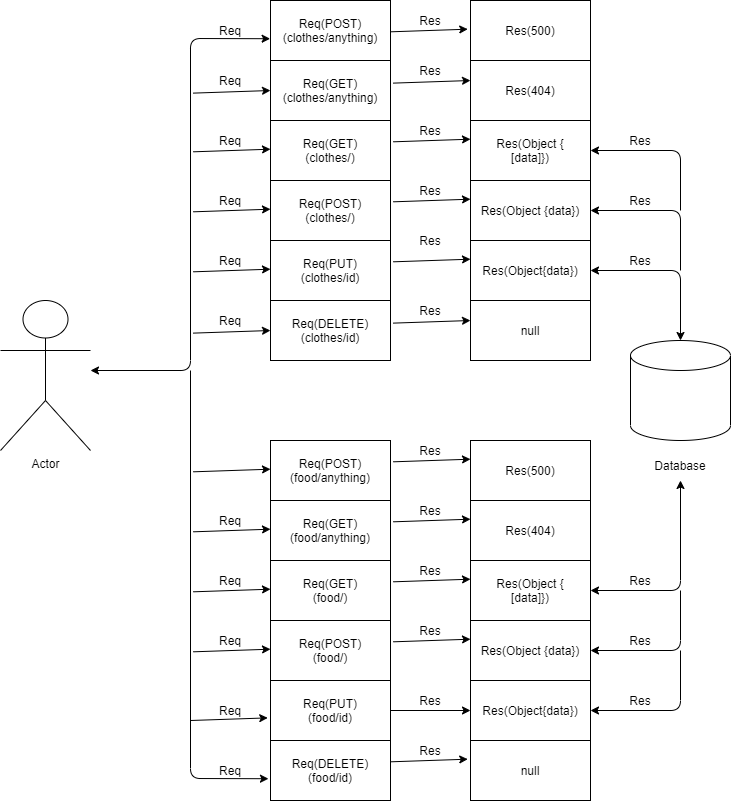 Req
Req(POST)
(clothes/anything)
Res
Res(500)
Req
Req(GET)
(clothes/anything)
Res
Res(404)
Req
Req(GET)
(clothes/)
Res
Res(Object {
[data]})
Res
Req
Req(POST)
(clothes/)
Res
Res(Object {data})
Res
Req
Req(PUT)
(clothes/id)
Res
Res(Object{data})
Res
Req
Req(DELETE)
(clothes/id)
Res
null
Actor
Database
Req(POST)
(food/anything)
Res
Res(500)
Req
Req(GET)
(food/anything)
Res
Res(404)
Req
Req(GET)
(food/)
Res
Res(Object {
[data]})
Res
Req
Req(POST)
(food/)
Res
Res(Object {data})
Res
Req
Req(PUT)
(food/id)
Res
Res(Object{data})
Res
Req
Req(DELETE)
(food/id)
Res
null